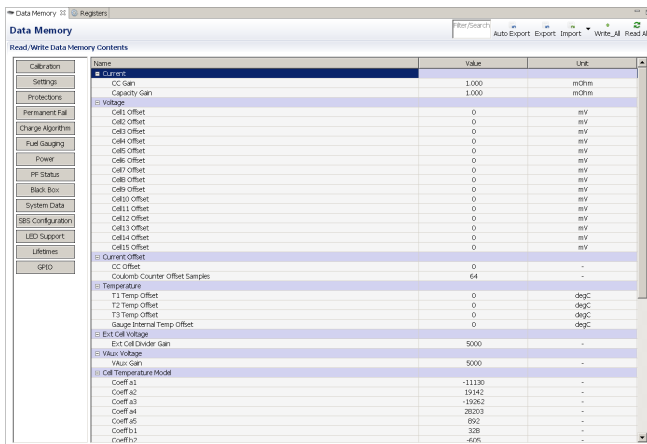 Data Memory Registers
Data Memory
Filter/Search Auto Export Export Import Write_All Read Al
Read/Write Data Memory Contents
Calibration
Settings
Protections
Permanent Fail
Charge Algorithm
Fuel Gauging
Power
PF Status
Black Box
System Data
SBS Configuration
LED Support
Lifetimes
GPIO
Name Value Unit
Current
CC Gain 1.000 mOhm
Capacity Gain 1.000 mOhm
Voltage
Cell1 Offset 0 mV
Cell2 Offset 0 mV
Cell3 Offset 0 mV
Cell4 Offset 0 mV
Cell5 Offset 0 mV
Cell6 Offset 0 mV
Cell7 Offset 0 mV
Cell8 Offset 0 mV
Cell9 Offset 0 mV
Cell10 Offset 0 mV
Cell11 Offset 0 mV
Cell12 Offset 0 mV
Cell13 Offset 0 mV
Cell14 Offset 0 mV
Cell15 Offset 0 mV
Current Offset
CC Offset 0 -
Coulomb Counter Offset Samples 64 -
Temperature
T1 Temp Offset 0 degC
T2 Temp Offset 0 degC
T3 Temp Offset 0 degC
Gauge Internal Temp Offset 0 degC
Ext Cell Voltage
Ext Cell Divider Gain 5000 -
VAux Voltage
VAux Gain 5000 -
Cell Temperature Model
Coeff a1 -11130 -
Coeff a2 19142 -
Coeff a3 -19262 -
Coeff a4 28203 -
Coeff a5 892 -
Coeff b1 328 -
Coeff b2 -605 -